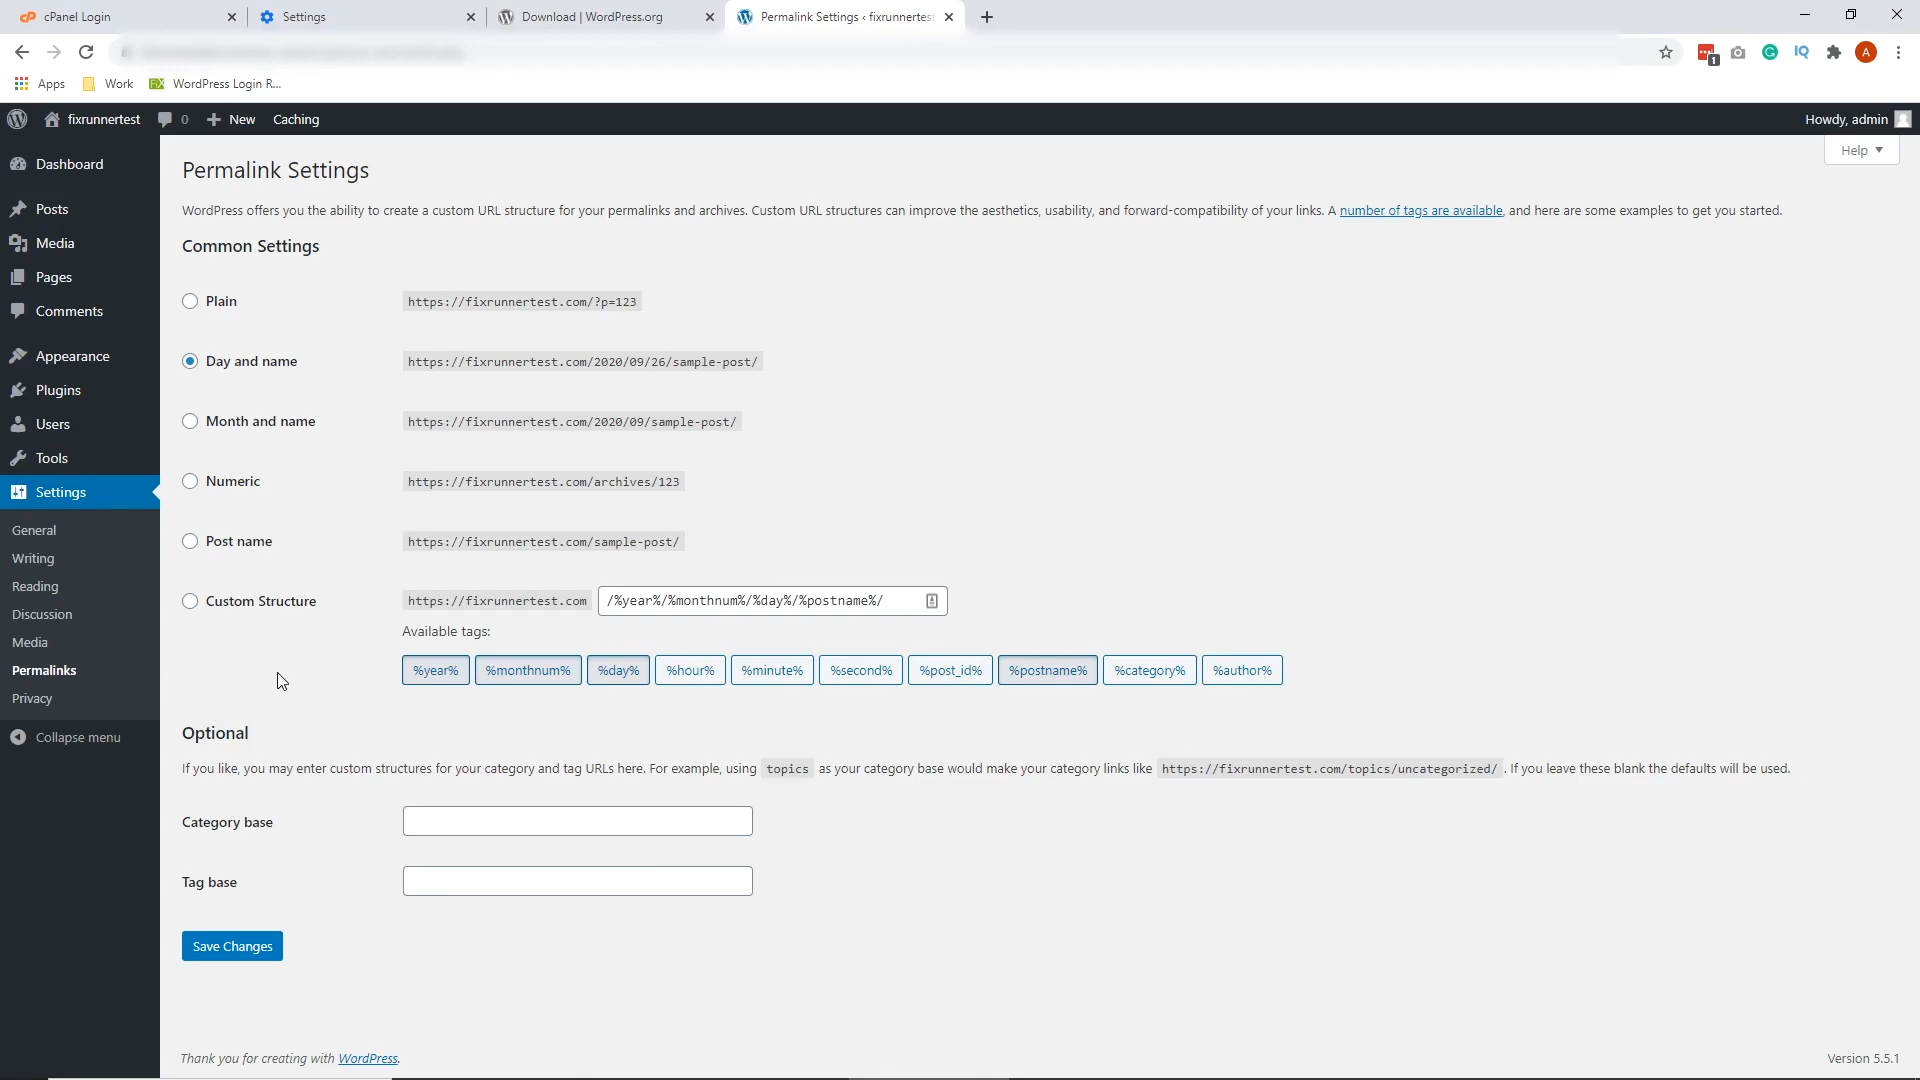 cPanel Login
Settings
Download | WordPress.org
Permalink Settings ‹ fixrunnertest
1
A
Apps
Work
WordPress Login R...
fixrunnertest
0
New
Caching
Howdy, admin
Dashboard
Posts
Media
Pages
Comments
Appearance
Plugins
Users
Tools
Settings
General
Writing
Reading
Discussion
Media
Permalinks
Privacy
Collapse menu
Help
Permalink Settings
WordPress offers you the ability to create a custom URL structure for your permalinks and archives. Custom URL structures can improve the aesthetics, usability, and forward-compatibility of your links. A number of tags are available, and here are some examples to get you started.
Common Settings
Plain https://fixrunnertest.com/?p=123
Day and name https://fixrunnertest.com/2020/09/26/sample-post/
Month and name https://fixrunnertest.com/2020/09/sample-post/
Numeric https://fixrunnertest.com/archives/123
Post name https://fixrunnertest.com/sample-post/
Custom Structure https://fixrunnertest.com /%year%/%monthnum%/%day%/%postname%/
Available tags:
%year% %monthnum% %day% %hour% %minute% %second% %post_id% %postname% %category% %author%
Optional
If you like, you may enter custom structures for your category and tag URLs here. For example, using topics as your category base would make your category links like https://fixrunnertest.com/topics/uncategorized/ . If you leave these blank the defaults will be used.
Category base
Tag base
Save Changes
Thank you for creating with WordPress.
Version 5.5.1